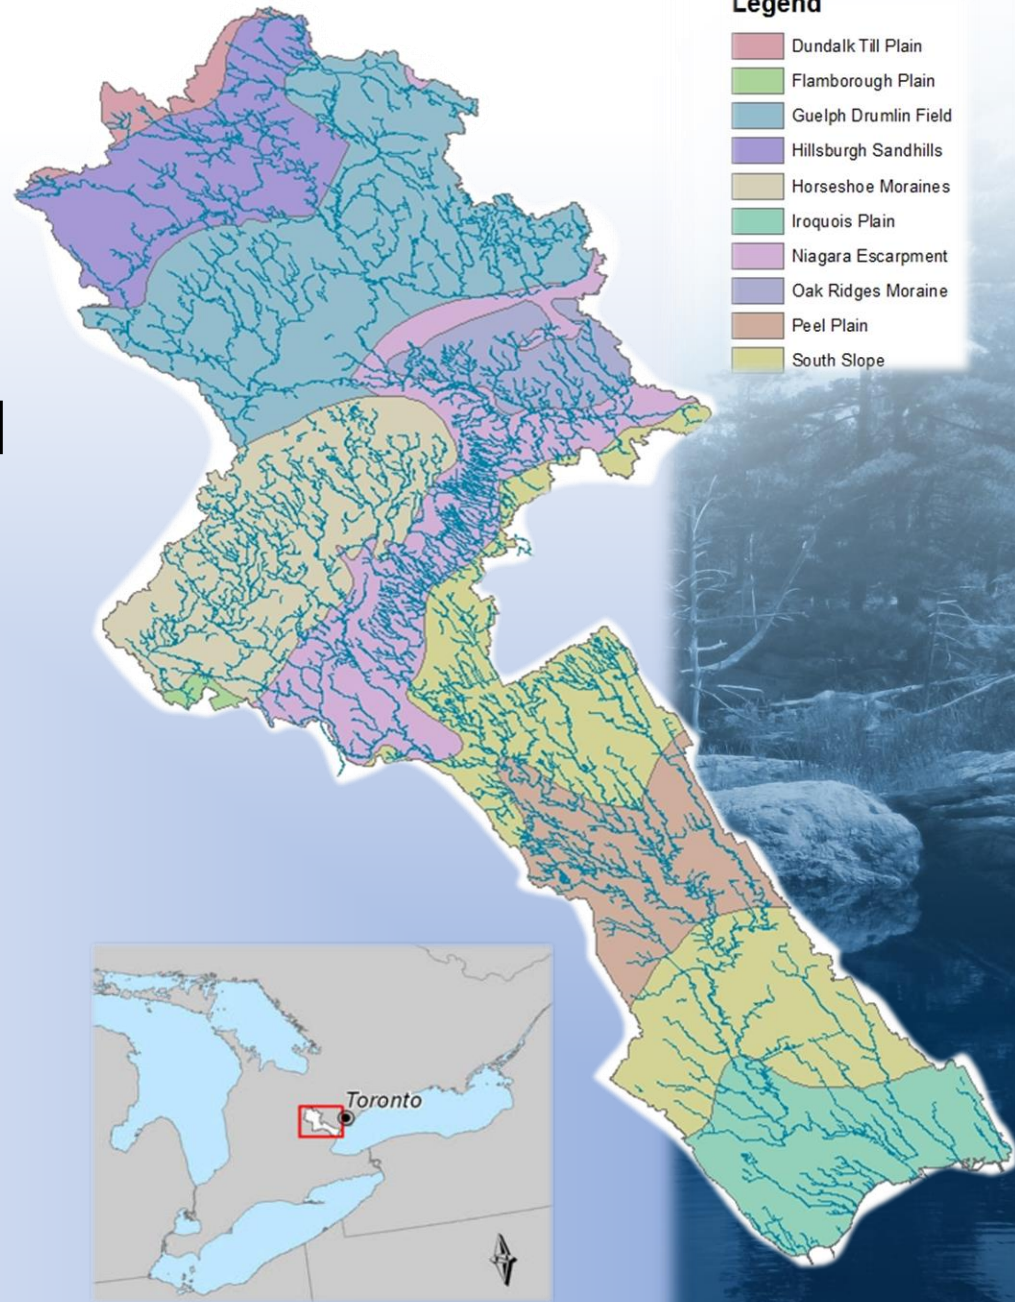 Legend
Dundalk Till Plain
Flamborough Plain
Guelph Drumlin Field
Hillsburgh Sandhills
Horseshoe Moraines
Iroquois Plain
Niagara Escarpment
Oak Ridges Moraine
Peel Plain
South Slope
Toronto